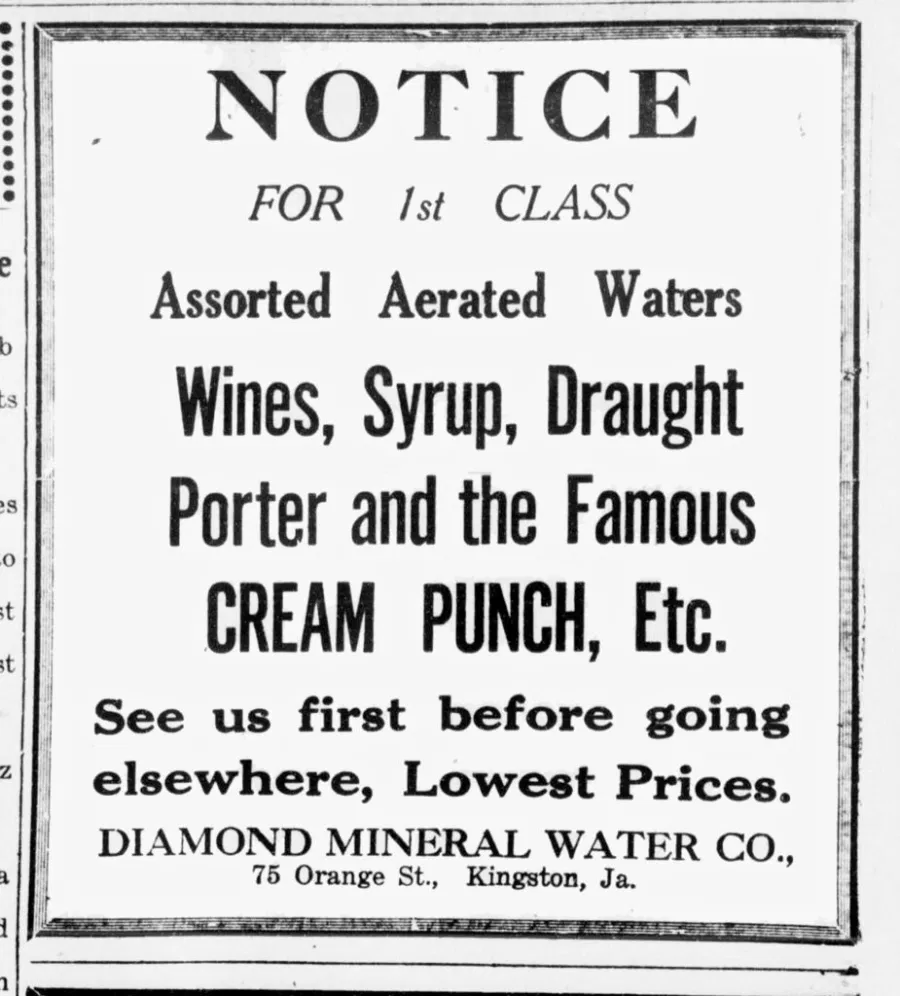 NOTICE
FOR 1st CLASS
Assorted Aerated Waters
Wines, Syrup, Draught
Porter and the Famous
CREAM PUNCH, Etc.
See us first before going
elsewhere, Lowest Prices.
DIAMOND MINERAL WATER CO.,
75 Orange St., Kingston, Ja.